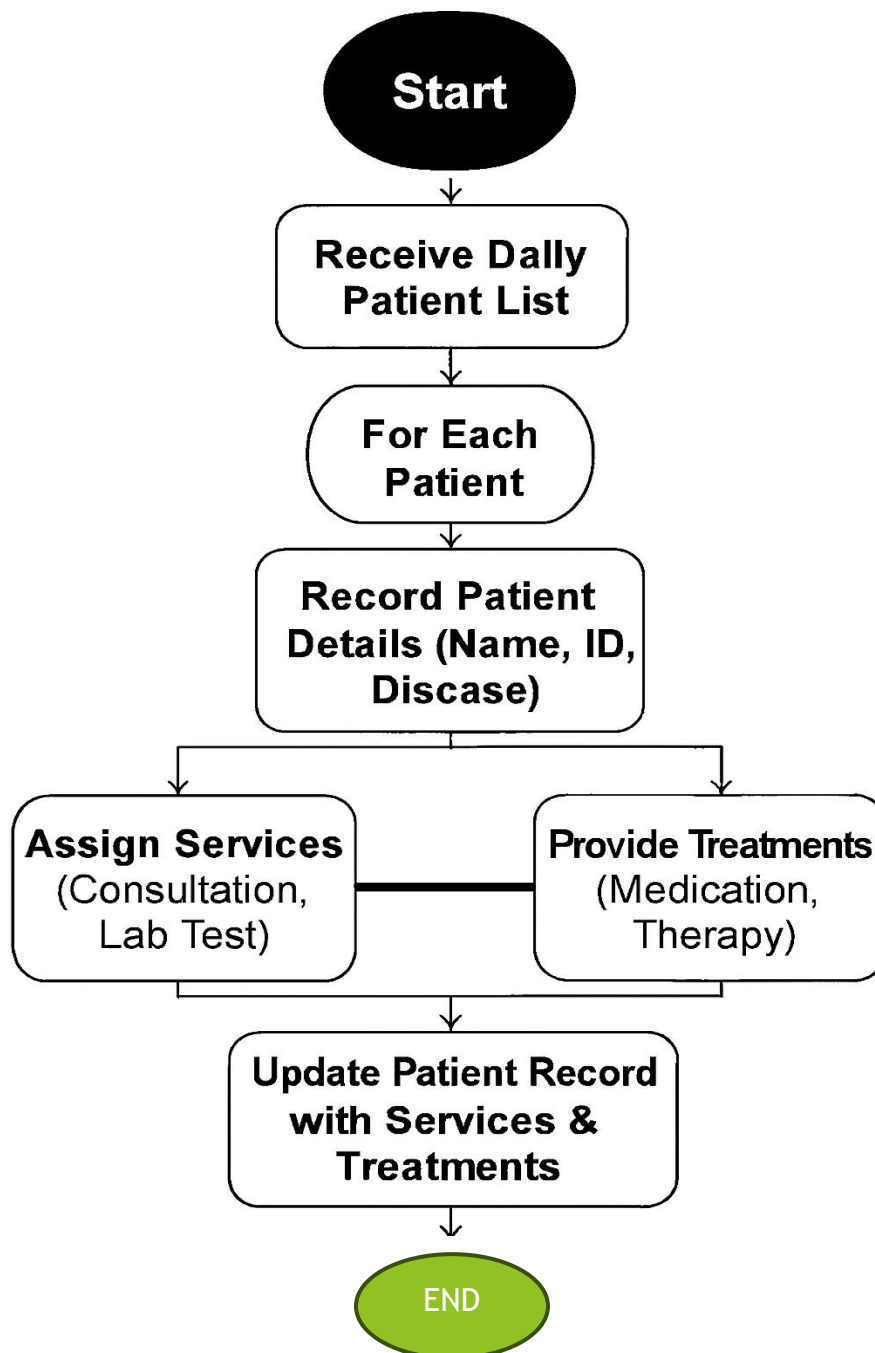 Start
Receive Dally
Patient List
For Each
Patient
Record Patient
Details (Name, ID,
Discase)
Assign Services
(Consultation,
Lab Test)
Provide Treatments
(Medication,
Therapy)
Update Patient Record
with Services &
Treatments
END